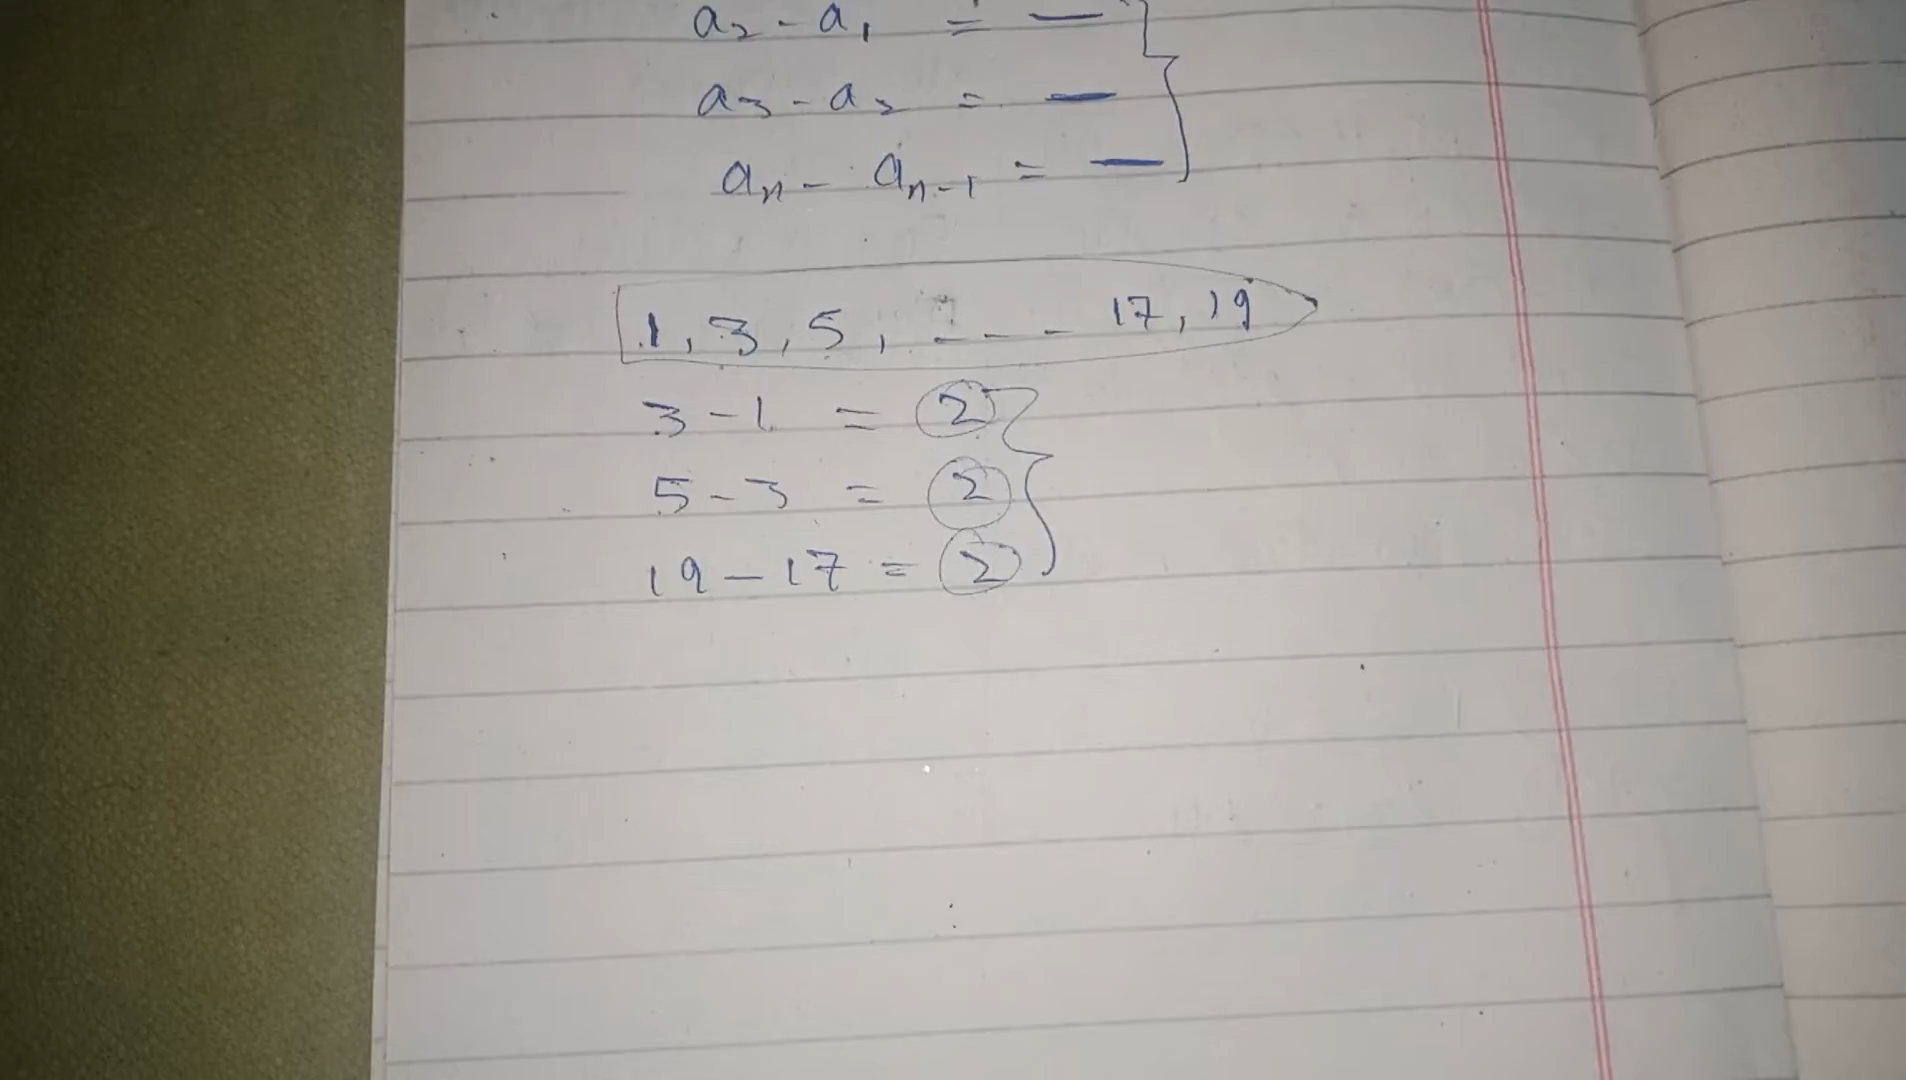 a₂ - a₁ = —
a₃ - a₂ = —
aₙ - aₙ₋₁ = —
1, 3, 5, - - - 17, 19
3 - 1 = 2
5 - 3 = 2
19 - 17 = 2